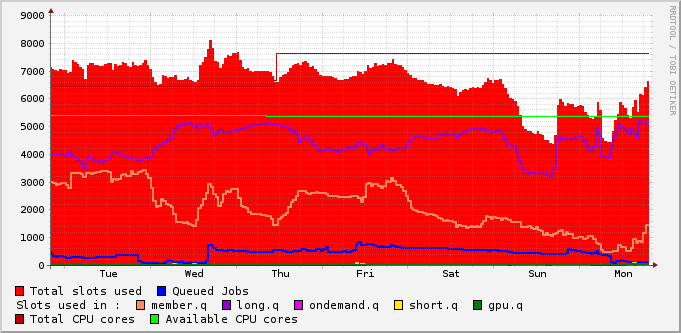 9000
8000
7000
6000
5000
4000
3000
2000
1000
0
Tue Wed Thu Fri Sat Sun Mon
RRDTOOL / TOBI OETIKER
Total slots used Queued Jobs
Slots used in : member.q long.q ondemand.q short.q gpu.q
Total CPU cores Available CPU cores